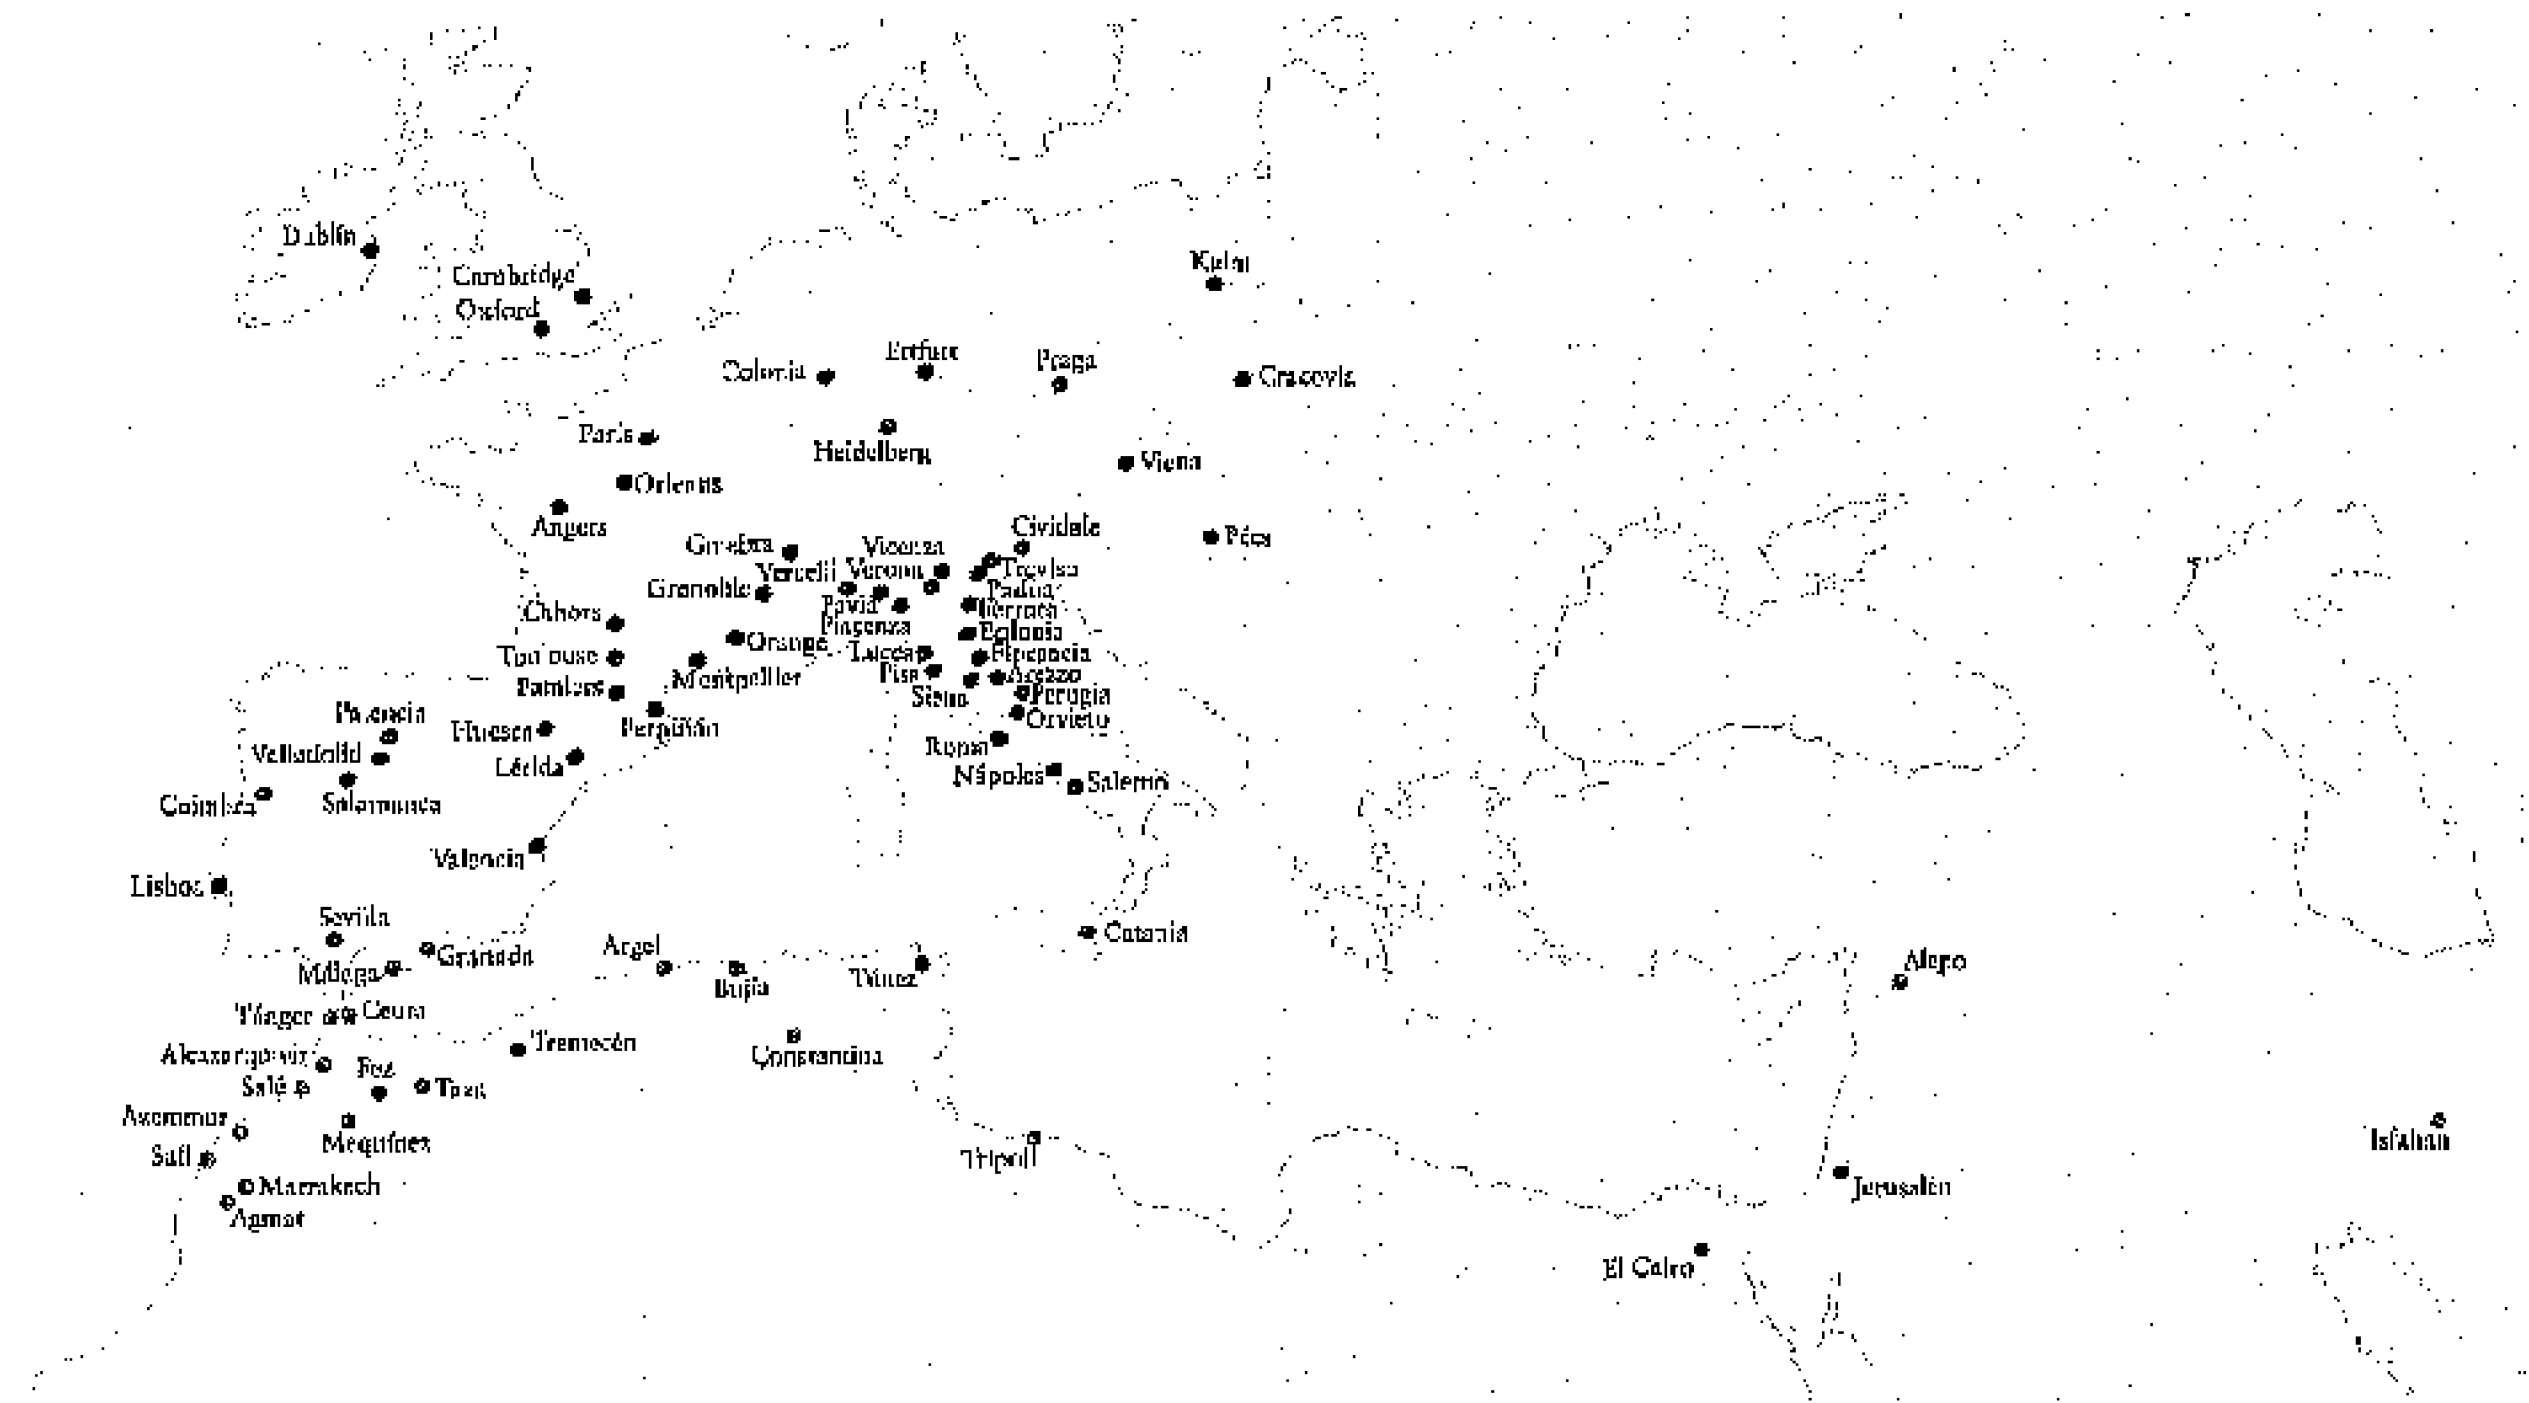 Dublín
Cambridge
Oxford
Kulm
Colonia
Erfurt
Praga
Cracovia
París
Heidelberg
Viena
Orleans
Angers
Cividale
Pécs
Ginebra
Vicenza
Vercelli
Verona
Treviso
Grenoble
Padua
Pavia
Ferrara
Cahors
Piacenza
Bolonia
Orange
Lucca
Florencia
Toulouse
Montpellier
Pisa
Arezzo
Pamiers
Siena
Perugia
Palencia
Orvieto
Huesca
Perpiñán
Valladolid
Roma
Lérida
Nápoles
Salerno
Coimbra
Salamanca
Valencia
Lisboa
Sevilla
Catania
Granada
Argel
Málaga
Túnez
Alepo
Bujía
Tánger
Ceuta
Tremecén
Alcazarquivir
Constantina
Fez
Salé
Taza
Azemmur
Mequínez
Isfahán
Safi
Trípoli
Marrakech
Jerusalén
Agmat
El Cairo